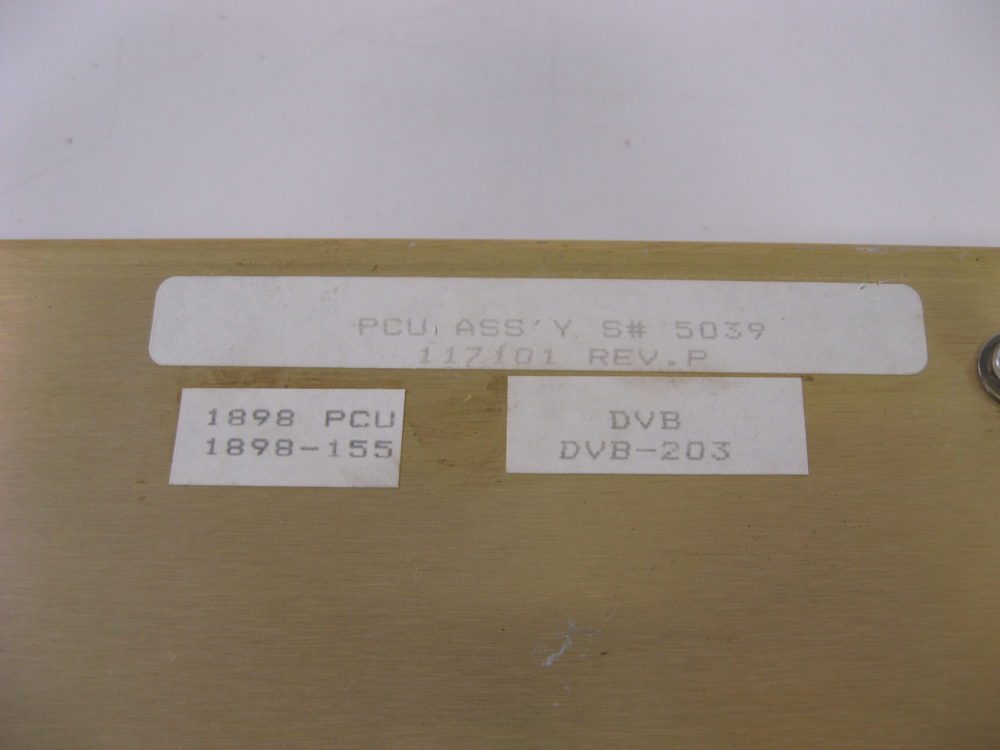 PCU ASS'Y S# 5039
117101 REV.P
1898 PCU
1898-155
DVB
DVB-203